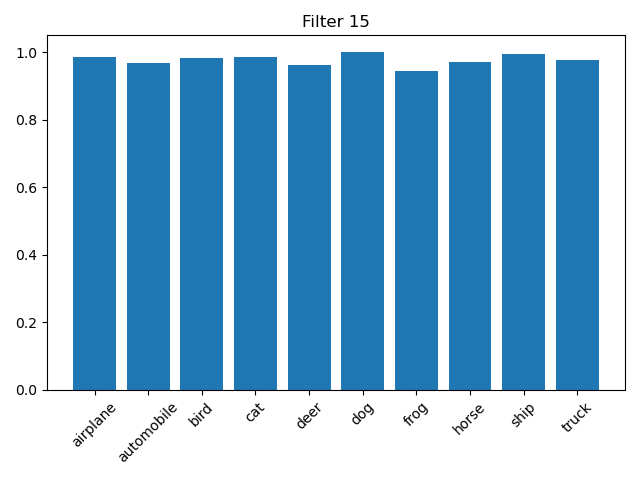 Filter 15
1.0
0.8
0.6
0.4
0.2
0.0
airplane
automobile
bird
cat
deer
dog
frog
horse
ship
truck